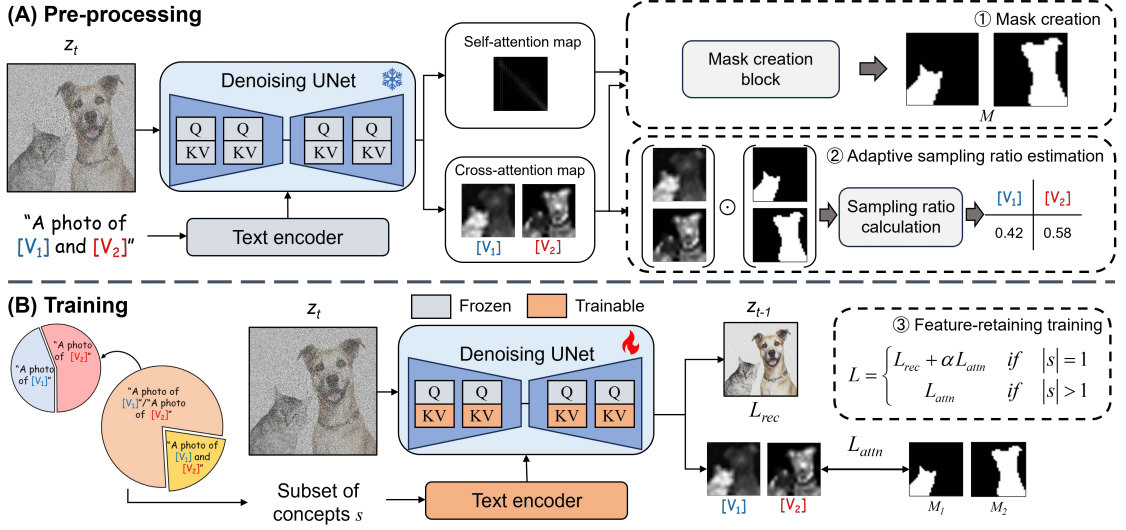 (A) Pre-processing
z_t
Denoising UNet
Q
KV
Q
KV
Q
KV
Q
KV
"A photo of
[V₁] and [V₂]"
Text encoder
Self-attention map
Cross-attention map
[V₁]
[V₂]
① Mask creation
Mask creation
block
M
② Adaptive sampling ratio estimation
⊙
Sampling ratio
calculation
[V₁]
[V₂]
0.42
0.58
(B) Training
"A photo
of [V₂]"
"A photo
of [V₁]"
"A photo of
[V₁]"/"A photo
of [V₂]"
"A photo of
[V₁] and
[V₂]"
Subset of
concepts s
z_t
Frozen
Trainable
Denoising UNet
Q
KV
Q
KV
Q
KV
Q
KV
Text encoder
z_{t-1}
L_rec
[V₁]
[V₂]
L_attn
M₁
M₂
③ Feature-retaining training
L = { L_rec + αL_attn if |s| = 1
L_attn if |s| > 1